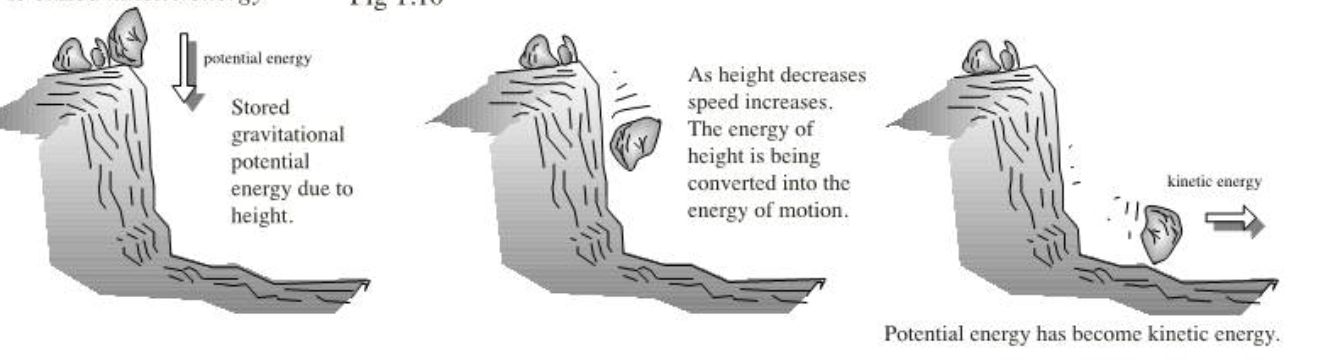 Fig 1.10
potential energy
Stored
gravitational
potential
energy due to
height.
As height decreases
speed increases.
The energy of
height is being
converted into the
energy of motion.
kinetic energy
Potential energy has become kinetic energy.